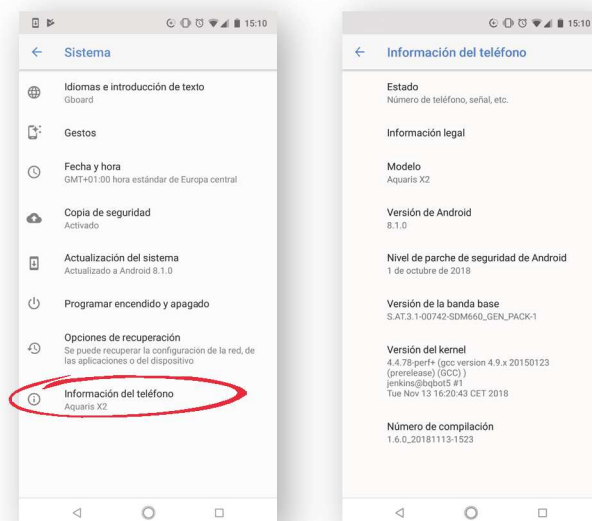 15:10
Sistema
Idiomas e introducción de texto
Gboard
Gestos
Fecha y hora
GMT+01:00 hora estándar de Europa central
Copia de seguridad
Activado
Actualización del sistema
Actualizado a Android 8.1.0
Programar encendido y apagado
Opciones de recuperación
Se puede recuperar la configuración de la red, de
las aplicaciones o del dispositivo
Información del teléfono
Aquaris X2
15:10
Información del teléfono
Estado
Número de teléfono, señal, etc.
Información legal
Modelo
Aquaris X2
Versión de Android
8.1.0
Nivel de parche de seguridad de Android
1 de octubre de 2018
Versión de la banda base
S.AT.3.1-00742-SDM660_GEN_PACK-1
Versión del kernel
4.4.78-perf+ (gcc version 4.9.x 20150123
(prerelease) (GCC) )
jenkins@bqbot5 #1
Tue Nov 13 16:20:43 CET 2018
Número de compilación
1.6.0_20181113-1523